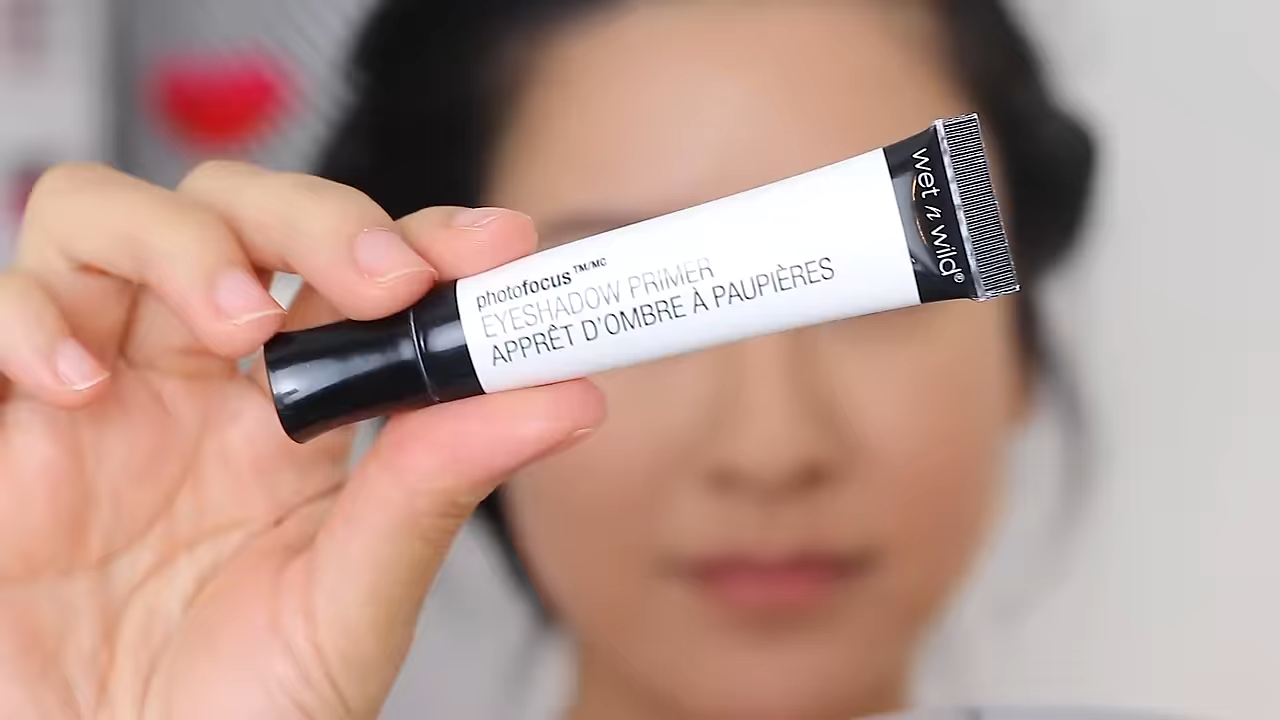 photofocus™/MC
EYESHADOW PRIMER
APPRÊT D'OMBRE À PAUPIÈRES
wet n wild®